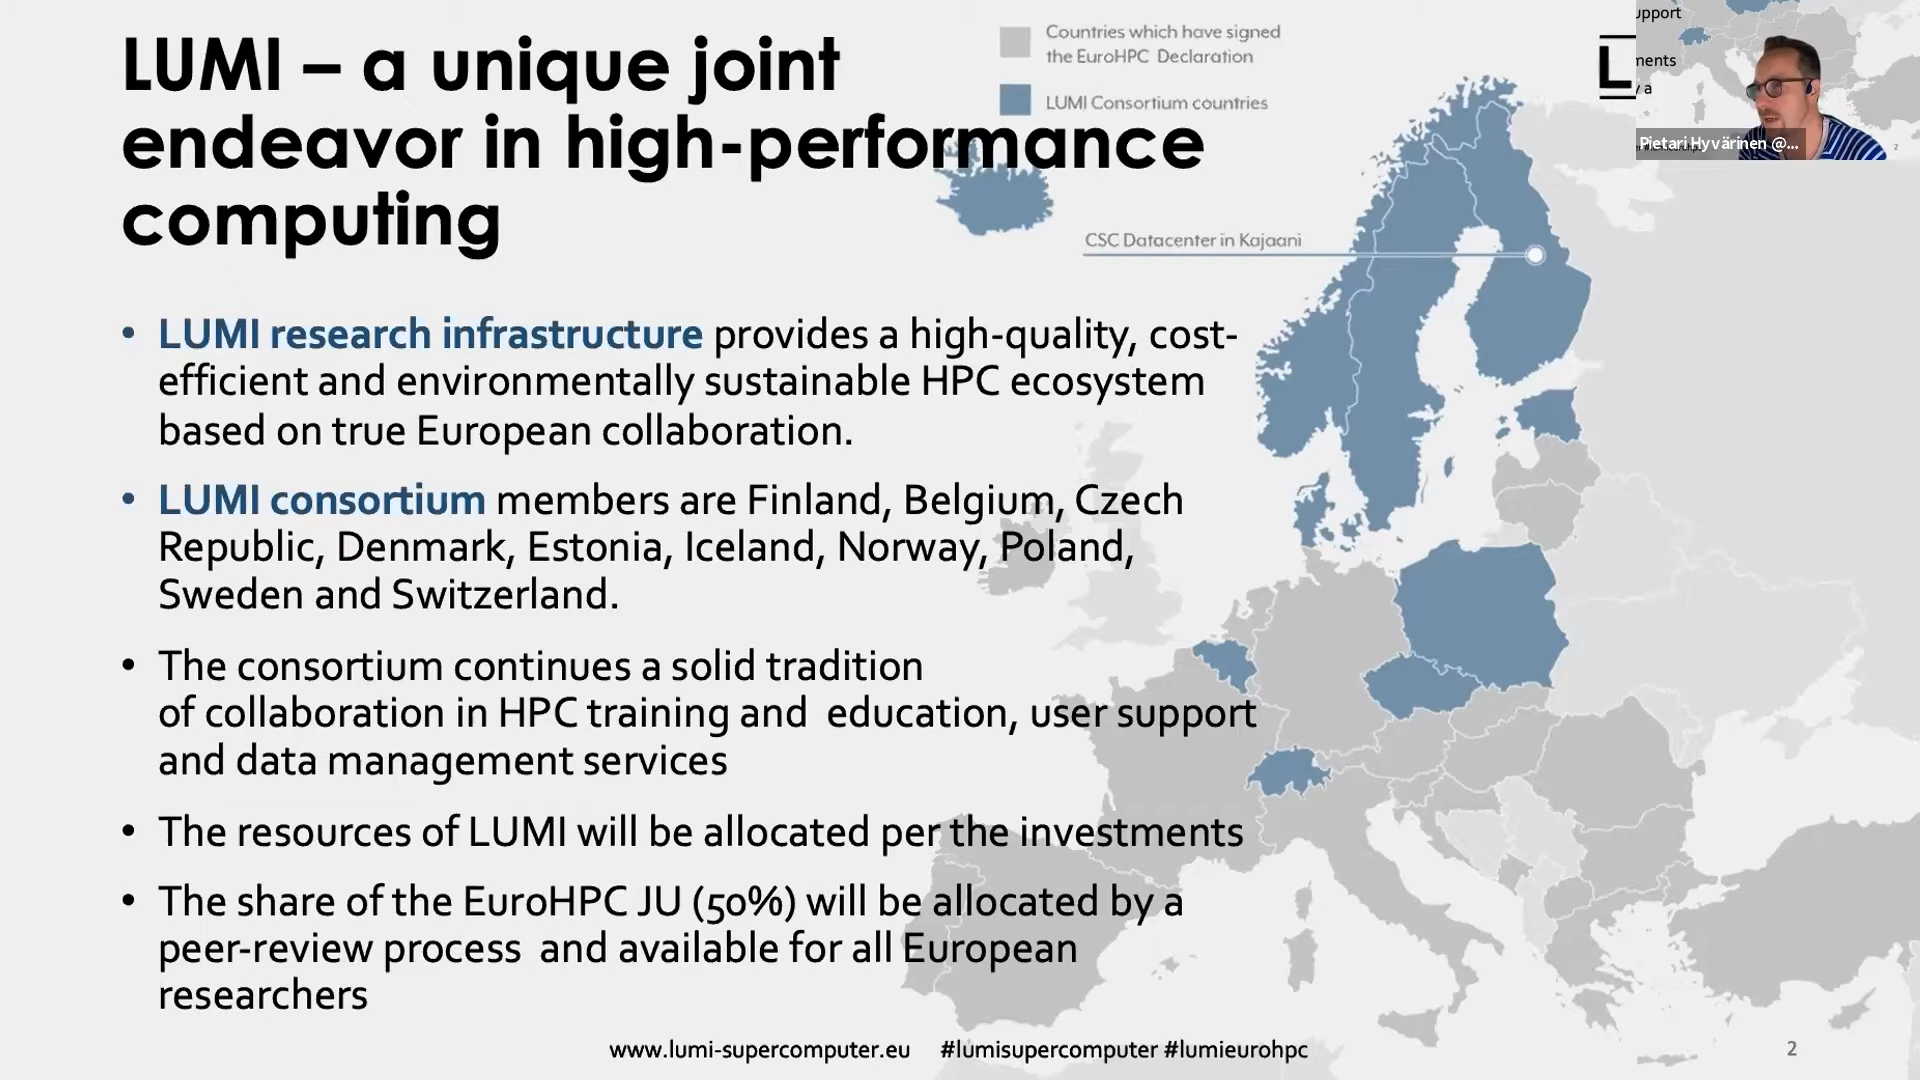 LUMI – a unique joint
endeavor in high-performance
computing
Countries which have signed
the EuroHPC Declaration
LUMI Consortium countries
CSC Datacenter in Kajaani
L
upport
ments
y a
Pietari Hyvärinen @...
2
• LUMI research infrastructure provides a high-quality, cost-
efficient and environmentally sustainable HPC ecosystem
based on true European collaboration.
• LUMI consortium members are Finland, Belgium, Czech
Republic, Denmark, Estonia, Iceland, Norway, Poland,
Sweden and Switzerland.
• The consortium continues a solid tradition
of collaboration in HPC training and education, user support
and data management services
• The resources of LUMI will be allocated per the investments
• The share of the EuroHPC JU (50%) will be allocated by a
peer-review process and available for all European
researchers
www.lumi-supercomputer.eu #lumisupercomputer #lumieurohpc
2